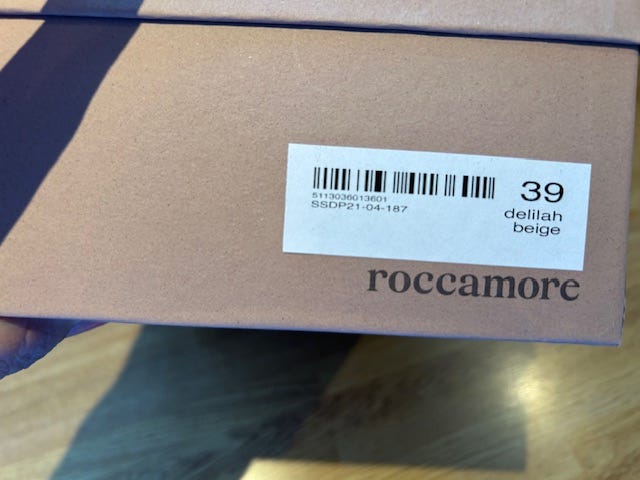 5113036013601
SSDP21-04-187
39
delilah
beige
roccamore